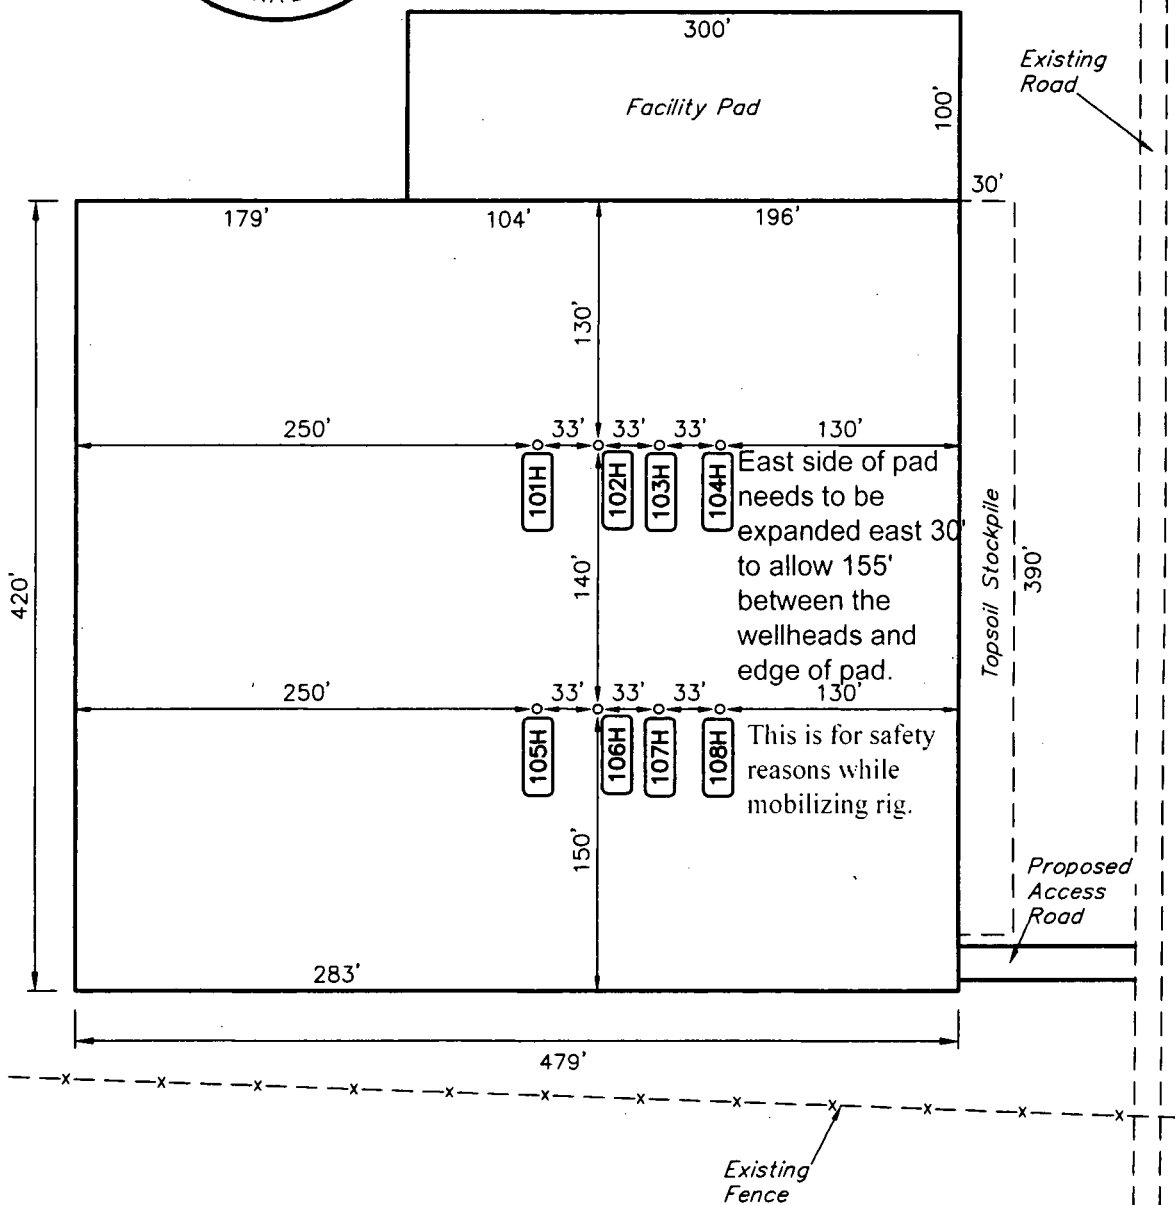 300'
Facility Pad
100'
Existing
Road
30'
179'
104'
196'
130'
250'
33'
33'
33'
130'
101H
102H
103H
104H
East side of pad
needs to be
expanded east 30'
to allow 155'
between the
wellheads and
edge of pad.
420'
140'
Topsoil Stockpile
390'
250'
33'
33'
33'
130'
105H
106H
107H
108H
This is for safety
reasons while
mobilizing rig.
150'
Proposed
Access
Road
283'
479'
Existing
Fence